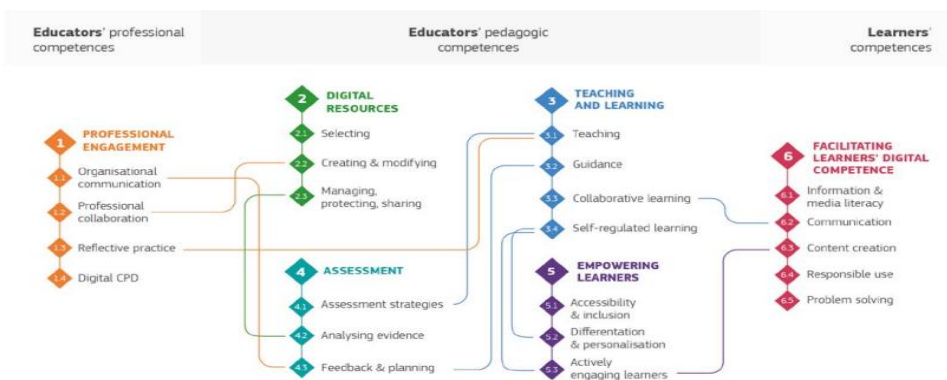 Educators' professional
competences
Educators' pedagogic
competences
Learners'
competences
1
PROFESSIONAL
ENGAGEMENT
1.1
Organisational
communication
1.2
Professional
collaboration
1.3
Reflective practice
1.4
Digital CPD
2
DIGITAL
RESOURCES
2.1
Selecting
2.2
Creating & modifying
2.3
Managing,
protecting, sharing
3
TEACHING
AND LEARNING
3.1
Teaching
3.2
Guidance
3.3
Collaborative learning
3.4
Self-regulated learning
4
ASSESSMENT
4.1
Assessment strategies
4.2
Analysing evidence
4.3
Feedback & planning
5
EMPOWERING
LEARNERS
5.1
Accessibility
& inclusion
5.2
Differentation
& personalisation
5.3
Actively
engaging learners
6
FACILITATING
LEARNERS' DIGITAL
COMPETENCE
6.1
Information &
media literacy
6.2
Communication
6.3
Content creation
6.4
Responsible use
6.5
Problem solving